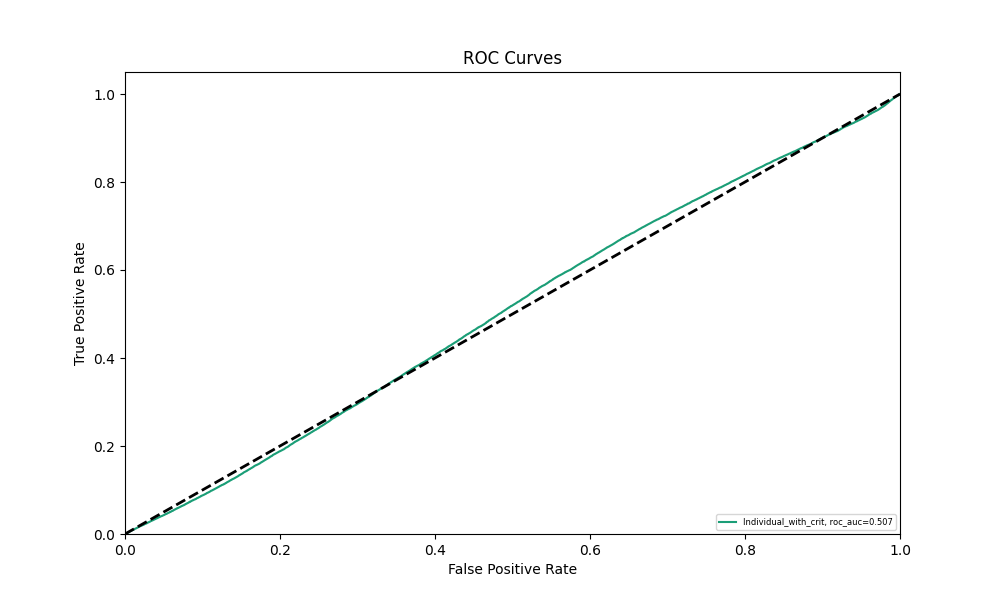 ROC Curves
True Positive Rate
1.0
0.8
0.6
0.4
0.2
0.0
0.0 0.2 0.4 0.6 0.8 1.0
False Positive Rate
Individual_with_crit, roc_auc=0.507